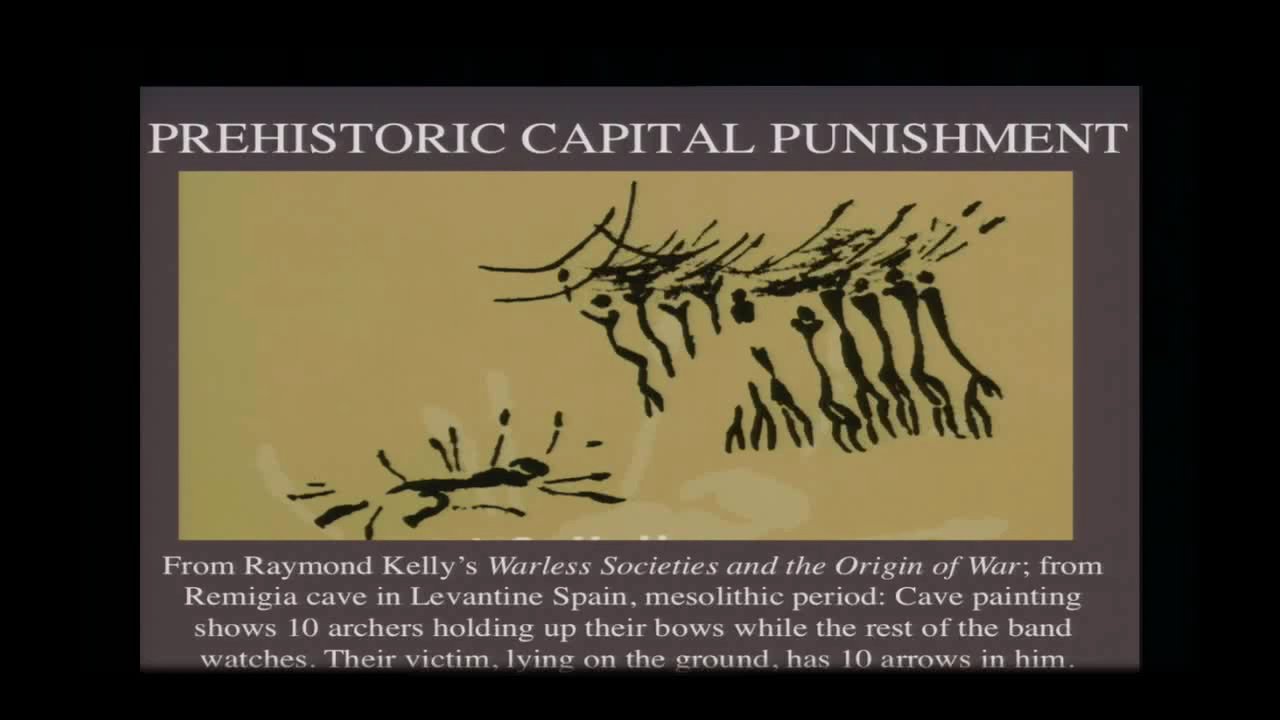 PREHISTORIC CAPITAL PUNISHMENT
From Raymond Kelly's Warless Societies and the Origin of War; from
Remigia cave in Levantine Spain, mesolithic period: Cave painting
shows 10 archers holding up their bows while the rest of the band
watches. Their victim, lying on the ground, has 10 arrows in him.